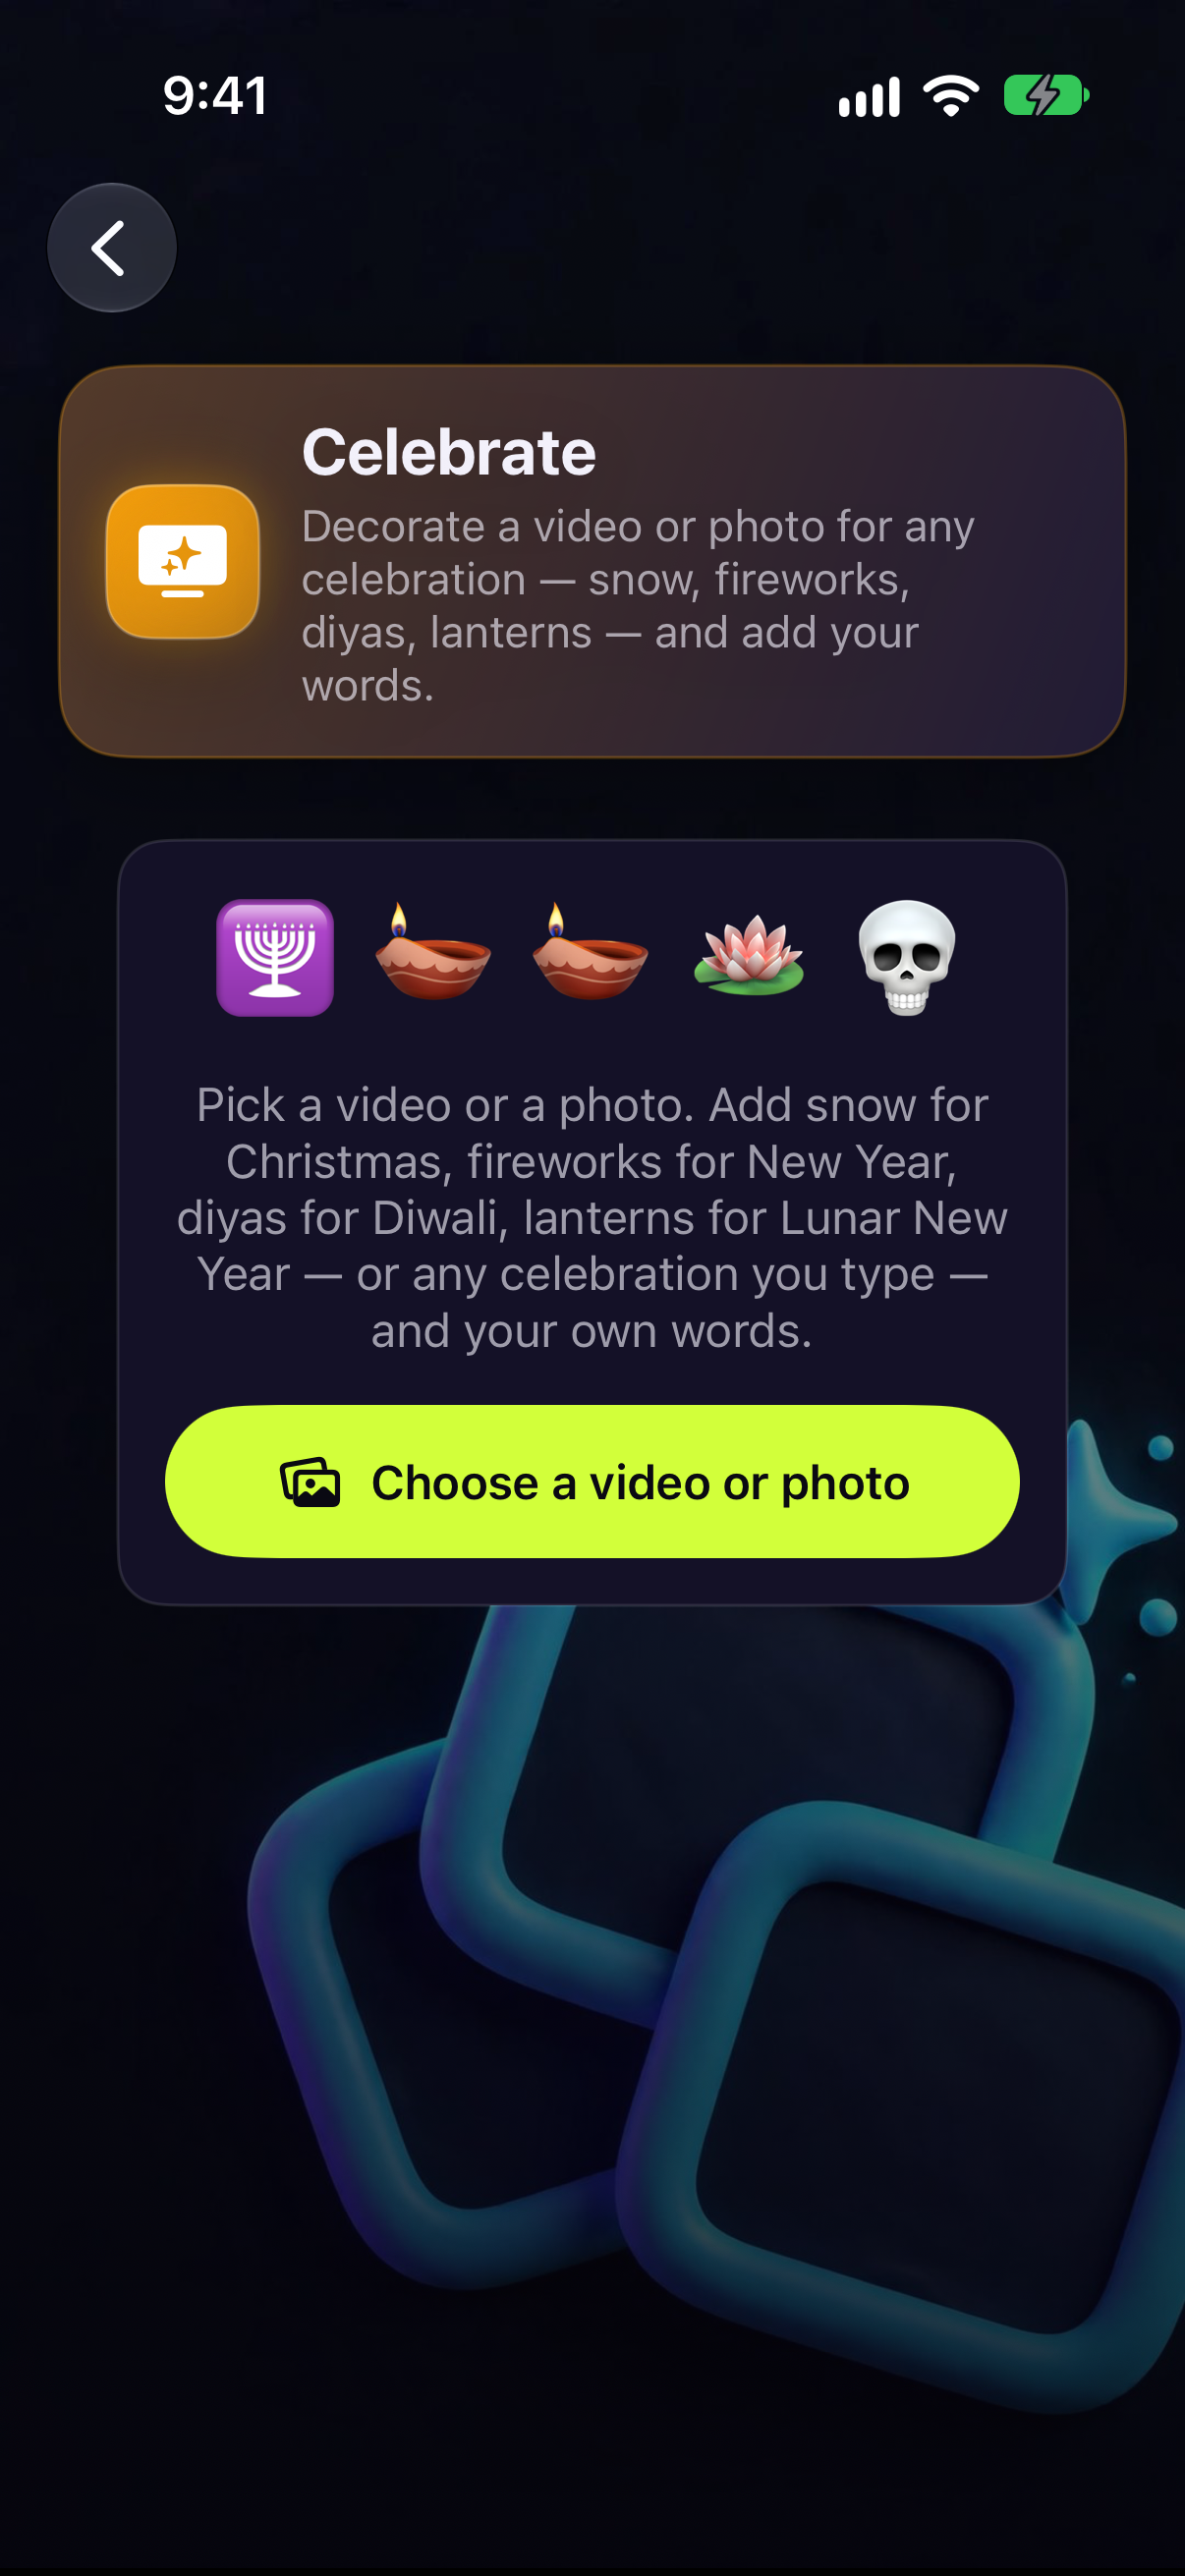 9:41
Celebrate
Decorate a video or photo for any
celebration — snow, fireworks,
diyas, lanterns — and add your
words.
Pick a video or a photo. Add snow for
Christmas, fireworks for New Year,
diyas for Diwali, lanterns for Lunar New
Year — or any celebration you type —
and your own words.
Choose a video or photo